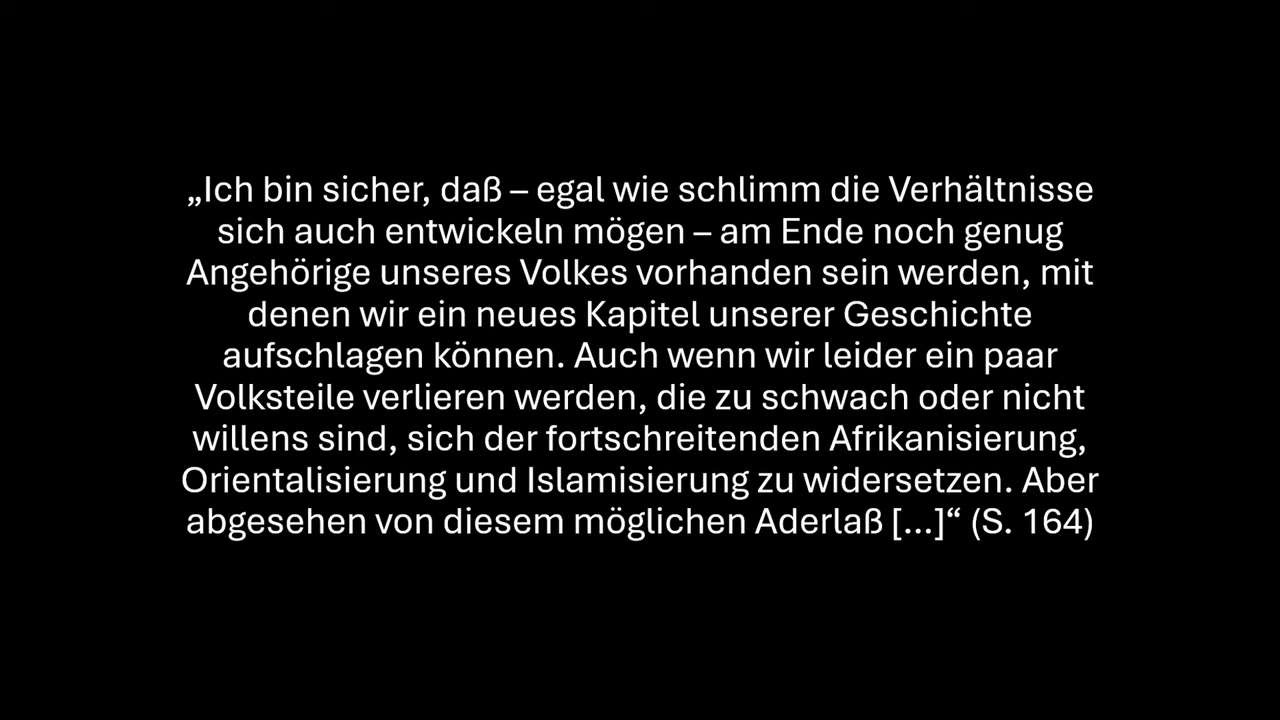 „Ich bin sicher, daß – egal wie schlimm die Verhältnisse
sich auch entwickeln mögen – am Ende noch genug
Angehörige unseres Volkes vorhanden sein werden, mit
denen wir ein neues Kapitel unserer Geschichte
aufschlagen können. Auch wenn wir leider ein paar
Volksteile verlieren werden, die zu schwach oder nicht
willens sind, sich der fortschreitenden Afrikanisierung,
Orientalisierung und Islamisierung zu widersetzen. Aber
abgesehen von diesem möglichen Aderlaß [...]“ (S. 164)